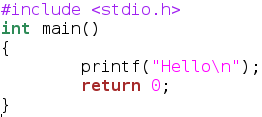 #include <stdio.h>
int main()
{
        printf("Hello\n");
        return 0;
}